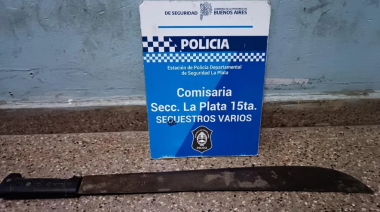 DE SEGURIDAD
BUENOS AIRES
POLICIA
Estación de Policía Departamental
de Seguridad La Plata
Comisaria
Secc. La Plata 15ta.
SECUESTROS VARIOS